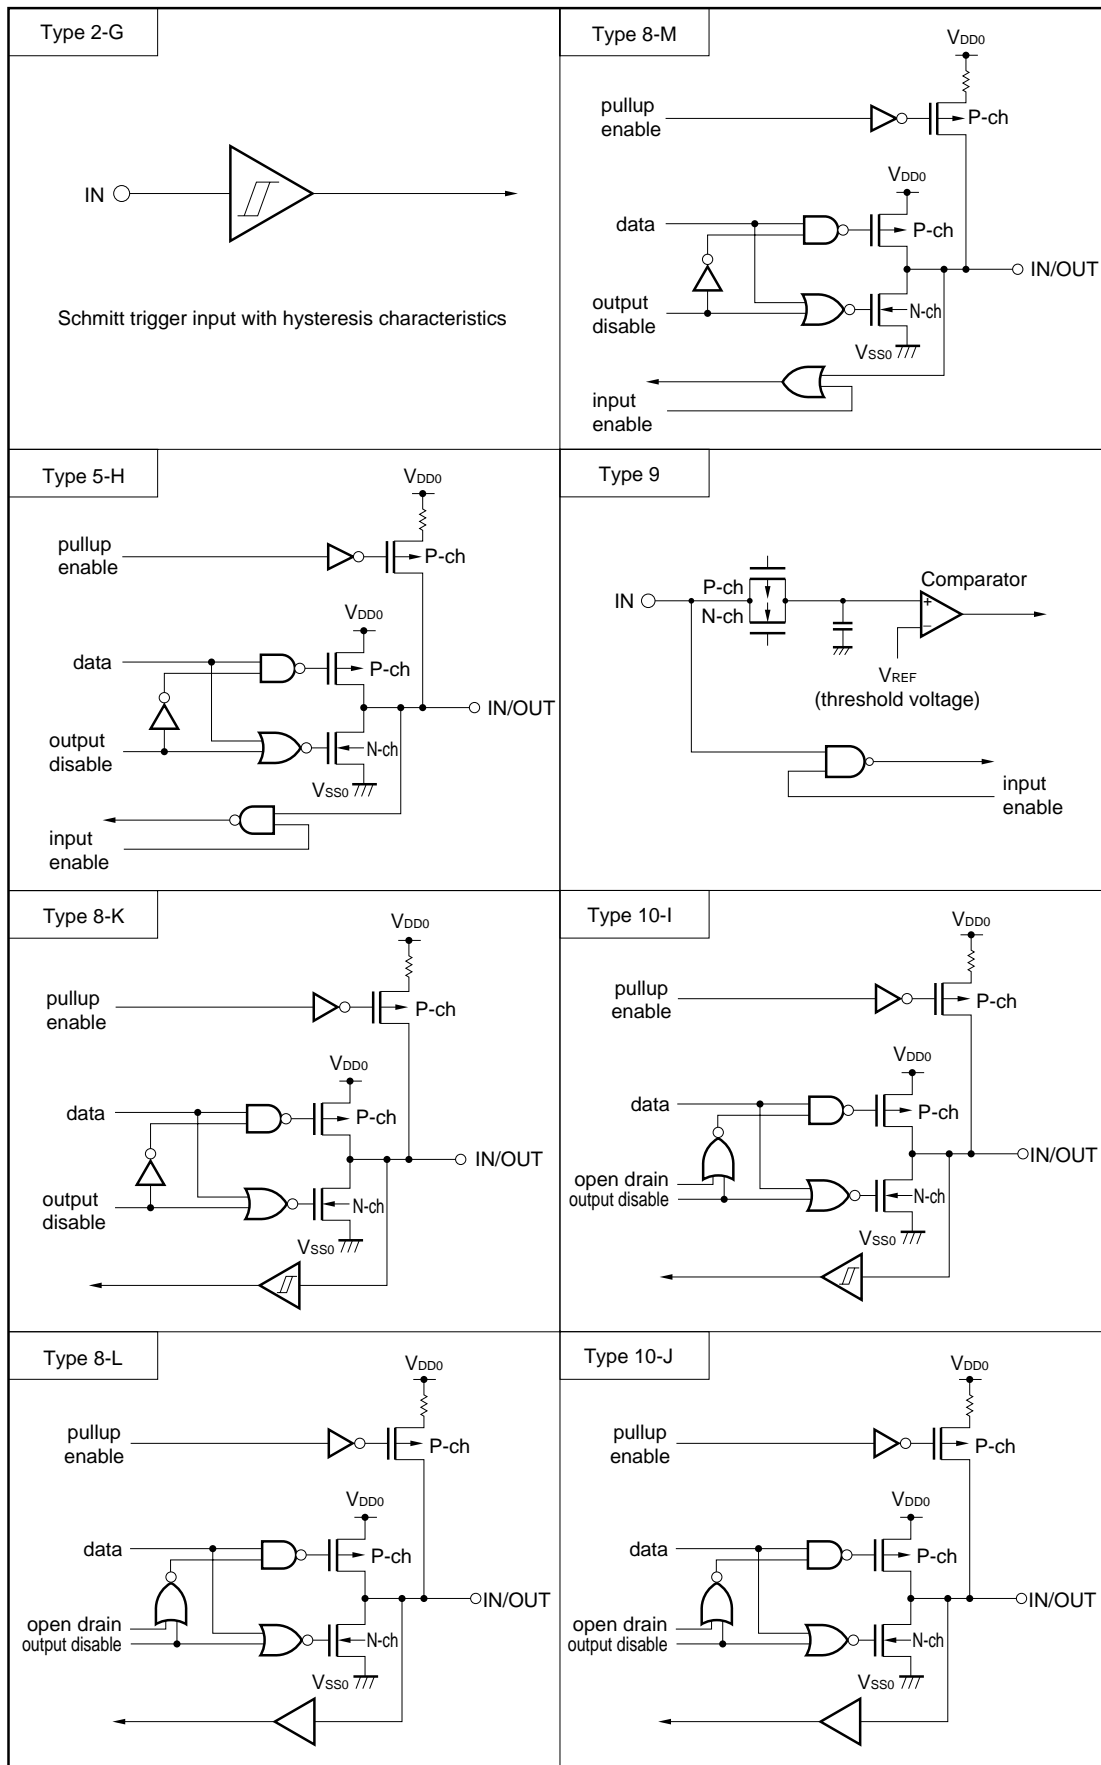 Type 2-G
IN
Schmitt trigger input with hysteresis characteristics
Type 8-M
VDD0
pullup
enable
P-ch
VDD0
data
P-ch
IN/OUT
output
disable
N-ch
VSS0
input
enable
Type 5-H
VDD0
pullup
enable
P-ch
VDD0
data
P-ch
IN/OUT
output
disable
N-ch
VSS0
input
enable
Type 9
Comparator
P-ch
IN
N-ch
+
−
VREF
(threshold voltage)
input
enable
Type 8-K
VDD0
pullup
enable
P-ch
VDD0
data
P-ch
IN/OUT
output
disable
N-ch
VSS0
Type 10-I
VDD0
pullup
enable
P-ch
VDD0
data
P-ch
IN/OUT
open drain
output disable
N-ch
VSS0
Type 8-L
VDD0
pullup
enable
P-ch
VDD0
data
P-ch
IN/OUT
open drain
output disable
N-ch
VSS0
Type 10-J
VDD0
pullup
enable
P-ch
VDD0
data
P-ch
IN/OUT
open drain
output disable
N-ch
VSS0